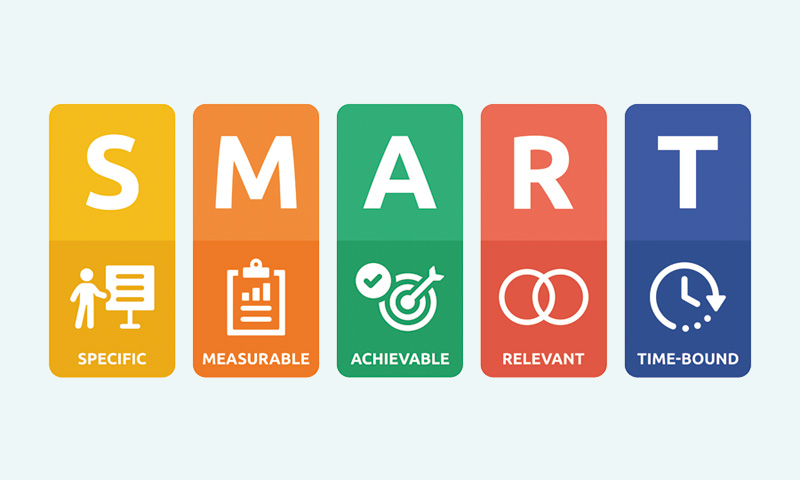 S M A R T
SPECIFIC MEASURABLE ACHIEVABLE RELEVANT TIME-BOUND